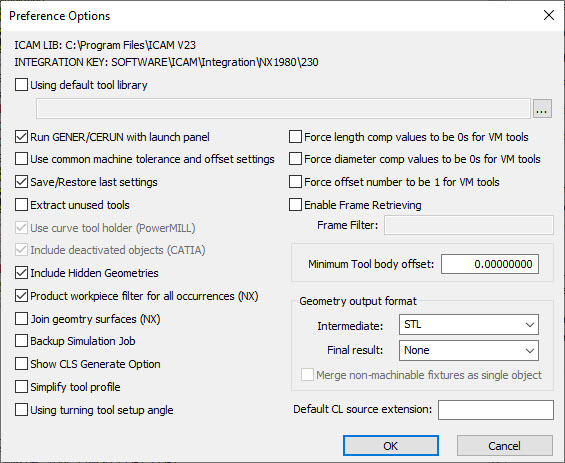 Preference Options
ICAM LIB: C:\Program Files\ICAM V23
INTEGRATION KEY: SOFTWARE\ICAM\Integration\NX1980\230
Using default tool library
...
Run GENER/CERUN with launch panel
Use common machine tolerance and offset settings
Save/Restore last settings
Extract unused tools
Use curve tool holder (PowerMILL)
Include deactivated objects (CATIA)
Include Hidden Geometries
Product workpiece filter for all occurrences (NX)
Join geomtry surfaces (NX)
Backup Simulation Job
Show CLS Generate Option
Simplify tool profile
Using turning tool setup angle
Force length comp values to be 0s for VM tools
Force diameter comp values to be 0s for VM tools
Force offset number to be 1 for VM tools
Enable Frame Retrieving
Frame Filter:
Minimum Tool body offset: 0.00000000
Geometry output format
Intermediate: STL
Final result: None
Merge non-machinable fixtures as single object
Default CL source extension:
OK Cancel